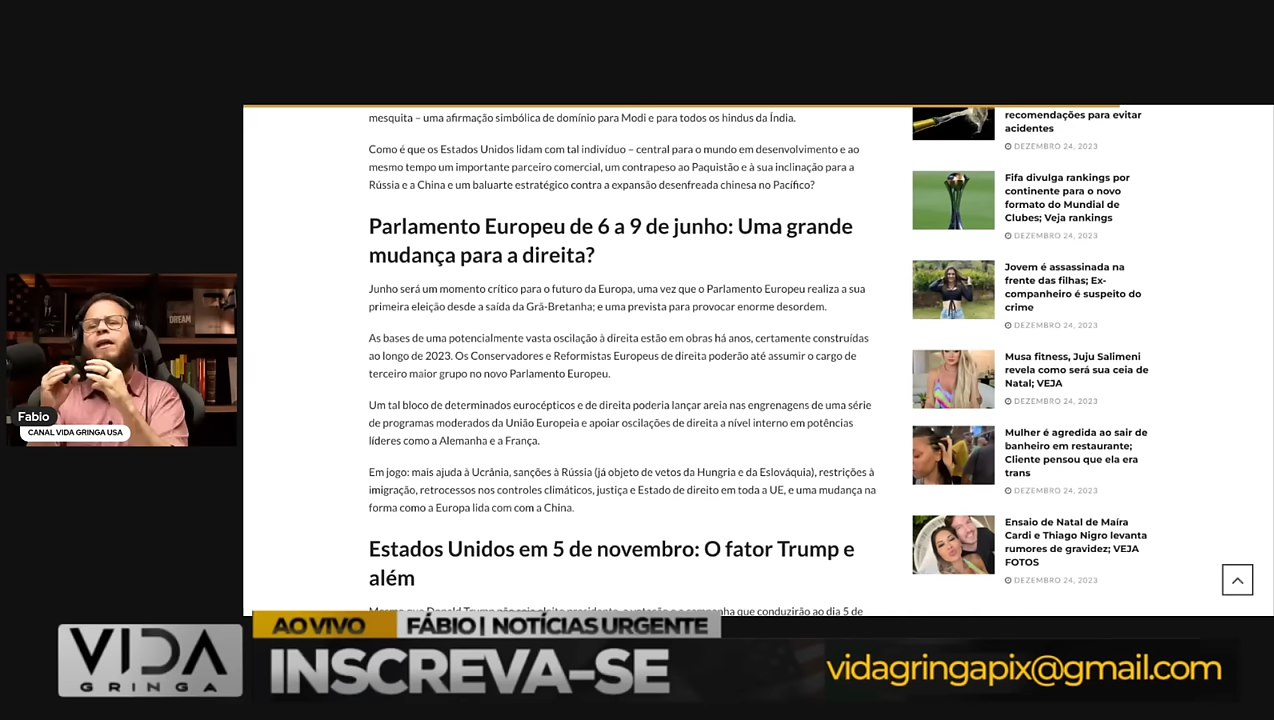 mesquita – uma afirmação simbólica de domínio para Modi e para todos os hindus da Índia.
Como é que os Estados Unidos lidam com tal indivíduo – central para o mundo em desenvolvimento e ao
mesmo tempo um importante parceiro comercial, um contrapeso ao Paquistão e à sua inclinação para a
Rússia e a China e um baluarte estratégico contra a expansão desenfreada chinesa no Pacífico?
Parlamento Europeu de 6 a 9 de junho: Uma grande
mudança para a direita?
Junho será um momento crítico para o futuro da Europa, uma vez que o Parlamento Europeu realiza a sua
primeira eleição desde a saída da Grã-Bretanha; e uma prevista para provocar enorme desordem.
As bases de uma potencialmente vasta oscilação à direita estão em obras há anos, certamente construídas
ao longo de 2023. Os Conservadores e Reformistas Europeus de direita poderão até assumir o cargo de
terceiro maior grupo no novo Parlamento Europeu.
Um tal bloco de determinados eurocépticos e de direita poderia lançar areia nas engrenagens de uma série
de programas moderados da União Europeia e apoiar oscilações de direita a nível interno em potências
líderes como a Alemanha e a França.
Em jogo: mais ajuda à Ucrânia, sanções à Rússia (já objeto de vetos da Hungria e da Eslováquia), restrições à
imigração, retrocessos nos controles climáticos, justiça e Estado de direito em toda a UE, e uma mudança na
forma como a Europa lida com com a China.
Estados Unidos em 5 de novembro: O fator Trump e
além
que conduzirão ao dia 5 de
recomendações para evitar
acidentes
DEZEMBRO 24, 2023
Fifa divulga rankings por
continente para o novo
formato do Mundial de
Clubes; Veja rankings
DEZEMBRO 24, 2023
Jovem é assassinada na
frente das filhas; Ex-
companheiro é suspeito do
crime
DEZEMBRO 24, 2023
Musa fitness, Juju Salimeni
revela como será sua ceia de
Natal; VEJA
DEZEMBRO 24, 2023
Mulher é agredida ao sair de
banheiro em restaurante;
Cliente pensou que ela era
trans
DEZEMBRO 24, 2023
Ensaio de Natal de Maíra
Cardi e Thiago Nigro levanta
rumores de gravidez; VEJA
FOTOS
DEZEMBRO 24, 2023
DREAM
Fabio
CANAL VIDA GRINGA USA
VIDA
GRINGA
AO VIVO
FÁBIO | NOTÍCIAS URGENTE
INSCREVA-SE
vidagringapix@gmail.com